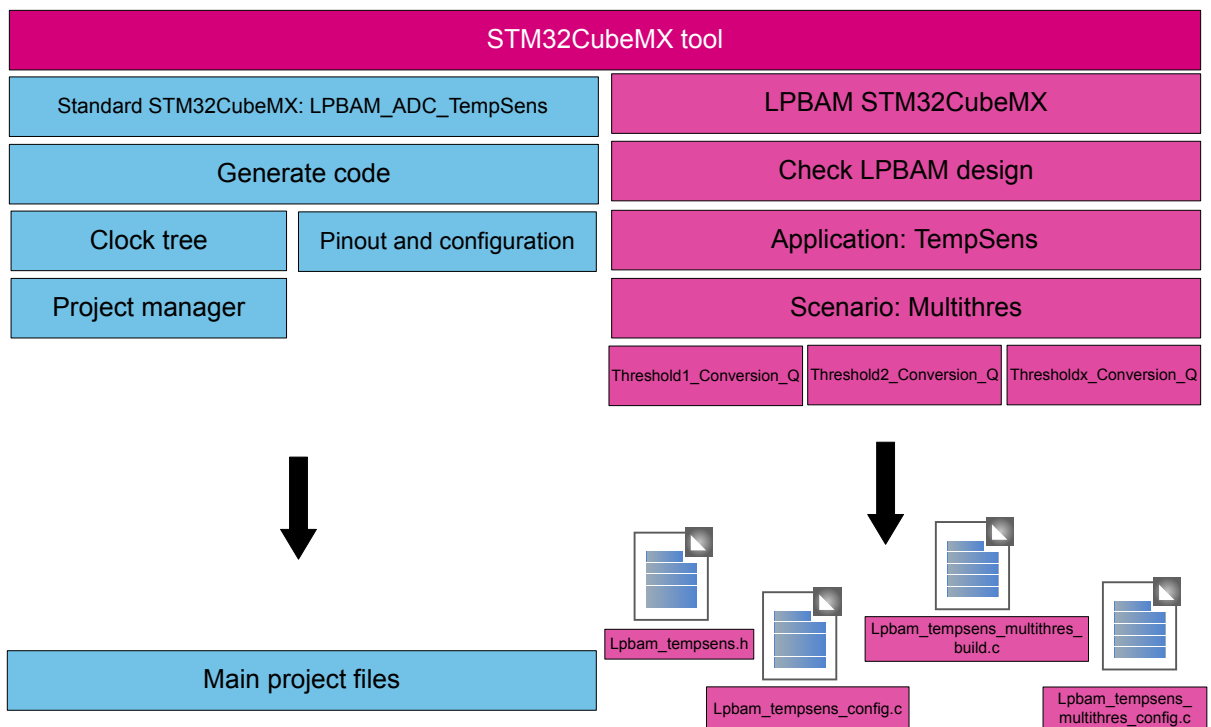 STM32CubeMX tool
Standard STM32CubeMX: LPBAM_ADC_TempSens
LPBAM STM32CubeMX
Generate code
Check LPBAM design
Clock tree
Pinout and configuration
Application: TempSens
Project manager
Scenario: Multithres
Threshold1_Conversion_Q
Threshold2_Conversion_Q
Thresholdx_Conversion_Q
Lpbam_tempsens.h
Lpbam_tempsens_multithres_
build.c
Main project files
Lpbam_tempsens_config.c
Lpbam_tempsens_
multithres_config.c